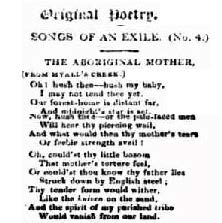 Original Poetry.
SONGS OF AN EXILE. (No. 4.)
THE ABORIGINAL MOTHER,
(FROM MYALL'S CREEK.)
Oh! hush thee—hush my baby,
I may not tend thee yet.
Our forest-home is distant far,
And midnight's star is set.
Now, hush thee—or the pale-faced men
Will hear thy piercing wail,
And what would then thy mother's tears
Or feeble strength avail!
Oh, could'st thy little bosom
That mother's torture feel,
Or could'st thou know thy father lies
Struck down by English steel;
Thy tender form would wither,
Like the kniven on the sand,
And the spirit of my perished tribe
Would vanish from our land.